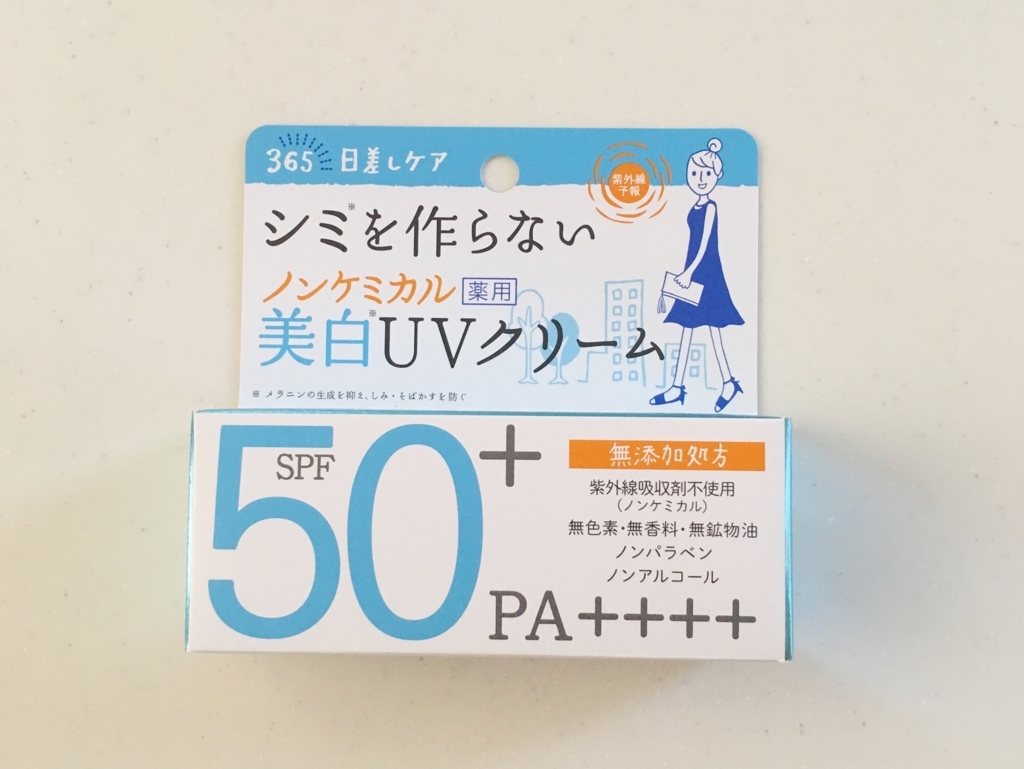 365 日差しケア
紫外線
予報
シミ※を作らない
ノンケミカル 薬用
美白※UVクリーム
※ メラニンの生成を抑え、しみ・そばかすを防ぐ
SPF
50+
PA++++
無添加処方
紫外線吸収剤不使用
(ノンケミカル)
無色素・無香料・無鉱物油
ノンパラベン
ノンアルコール